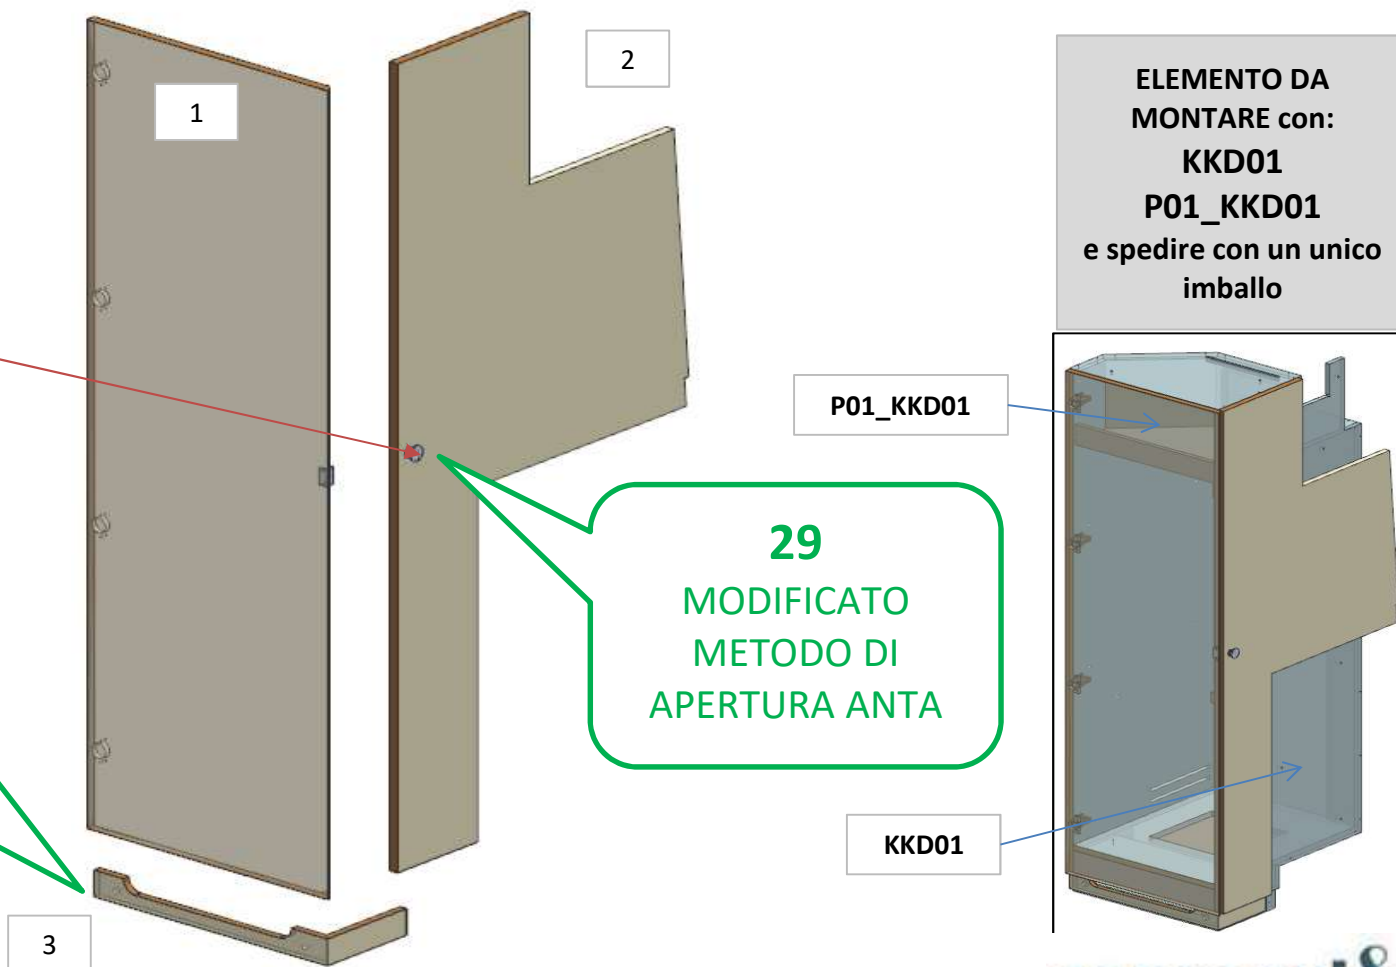 1
2
ELEMENTO DA
MONTARE con:
KKD01
P01_KKD01
e spedire con un unico
imballo
P01_KKD01
29
MODIFICATO
METODO DI
APERTURA ANTA
KKD01
3